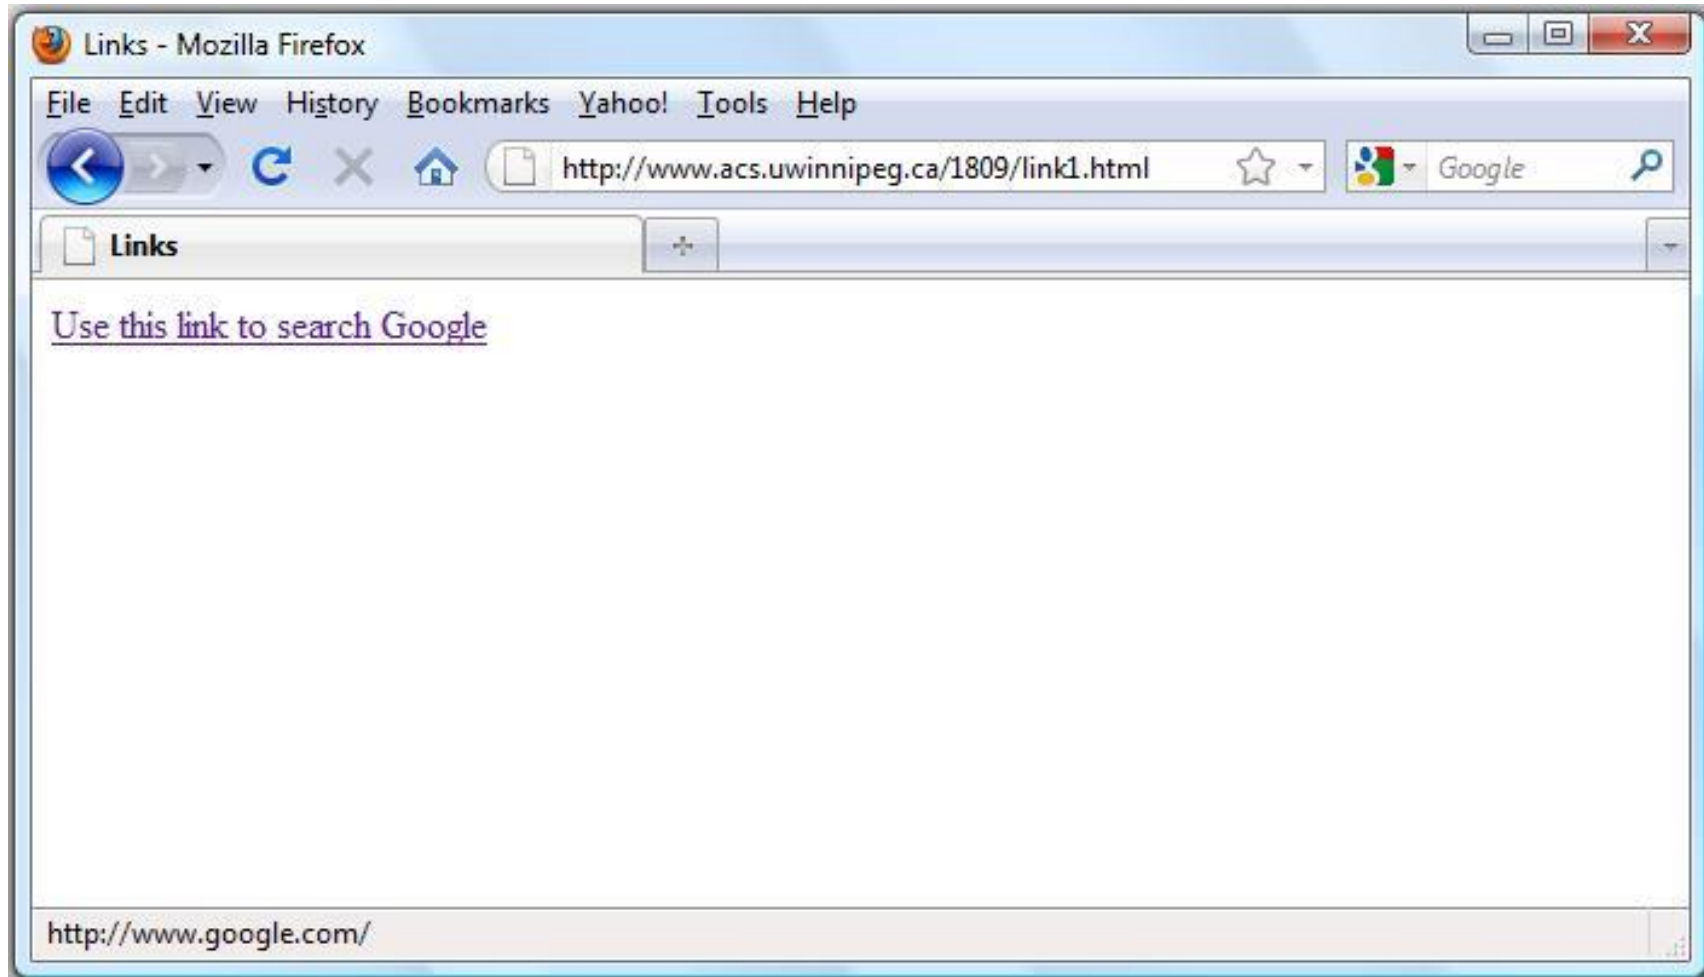 Links - Mozilla Firefox
File Edit View History Bookmarks Yahoo! Tools Help
http://www.acs.uwinnipeg.ca/1809/link1.html Google
Links
Use this link to search Google
http://www.google.com/